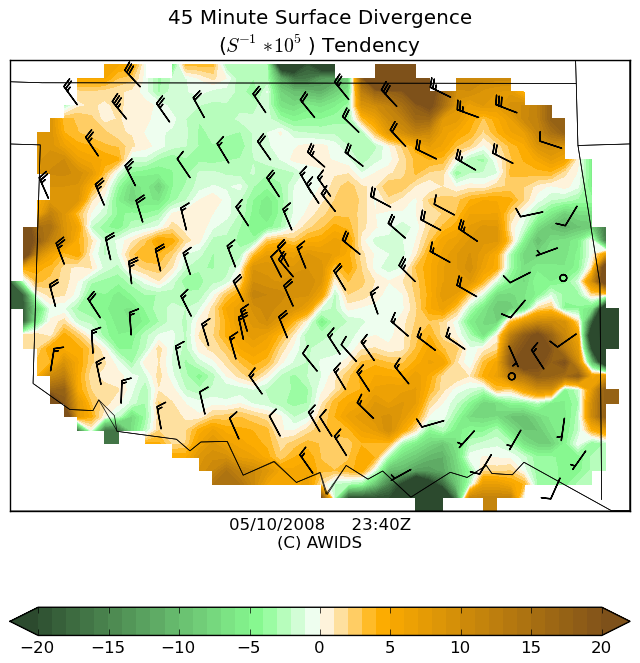 45 Minute Surface Divergence
(S⁻¹ *10⁵ ) Tendency
05/10/2008 23:40Z
(C) AWIDS
−20 −15 −10 −5 0 5 10 15 20